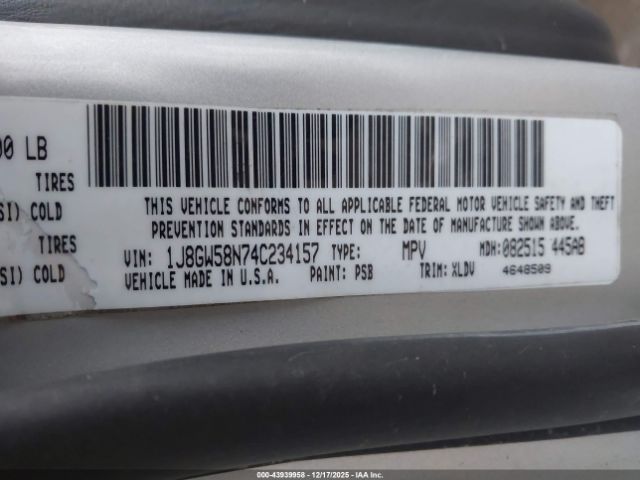 00 LB
TIRES
SI) COLD
TIRES
SI) COLD
THIS VEHICLE CONFORMS TO ALL APPLICABLE FEDERAL MOTOR VEHICLE SAFETY AND THEFT
PREVENTION STANDARDS IN EFFECT ON THE DATE OF MANUFACTURE SHOWN ABOVE.
VIN: 1J8GW58N74C234157 TYPE: MPV MDH: 082515 445AB
VEHICLE MADE IN U.S.A. PAINT: PSB TRIM: XLDV 4648509
000-43939958 - 12/17/2025 - IAA Inc.